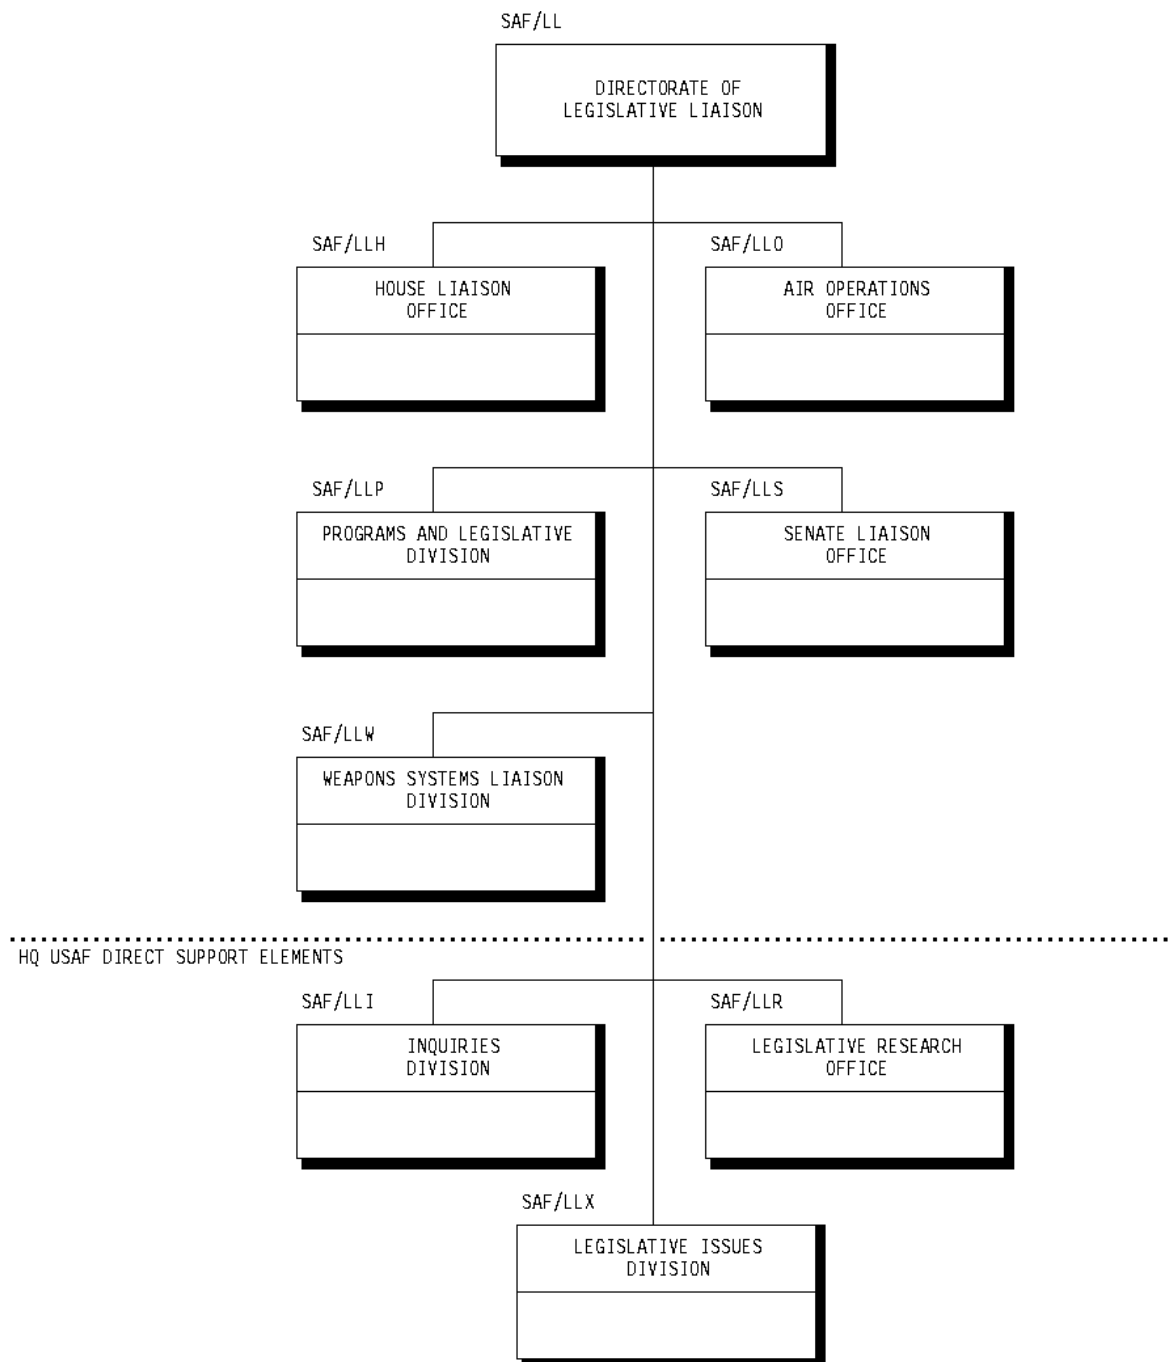 SAF/LL
DIRECTORATE OF
LEGISLATIVE LIAISON
SAF/LLH
HOUSE LIAISON
OFFICE
SAF/LLO
AIR OPERATIONS
OFFICE
SAF/LLP
PROGRAMS AND LEGISLATIVE
DIVISION
SAF/LLS
SENATE LIAISON
OFFICE
SAF/LLW
WEAPONS SYSTEMS LIAISON
DIVISION
HQ USAF DIRECT SUPPORT ELEMENTS
SAF/LLI
INQUIRIES
DIVISION
SAF/LLR
LEGISLATIVE RESEARCH
OFFICE
SAF/LLX
LEGISLATIVE ISSUES
DIVISION